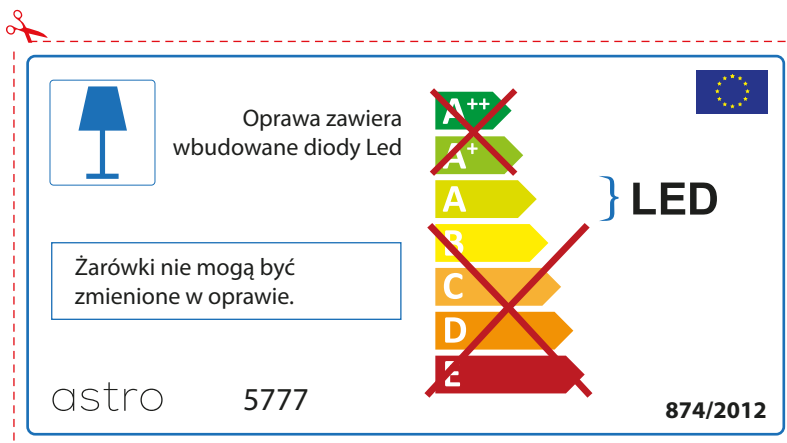 Oprawa zawiera
wbudowane diody Led
A++
A+
A
B
C
D
E
LED
Żarówki nie mogą być
zmienione w oprawie.
astro
5777
874/2012